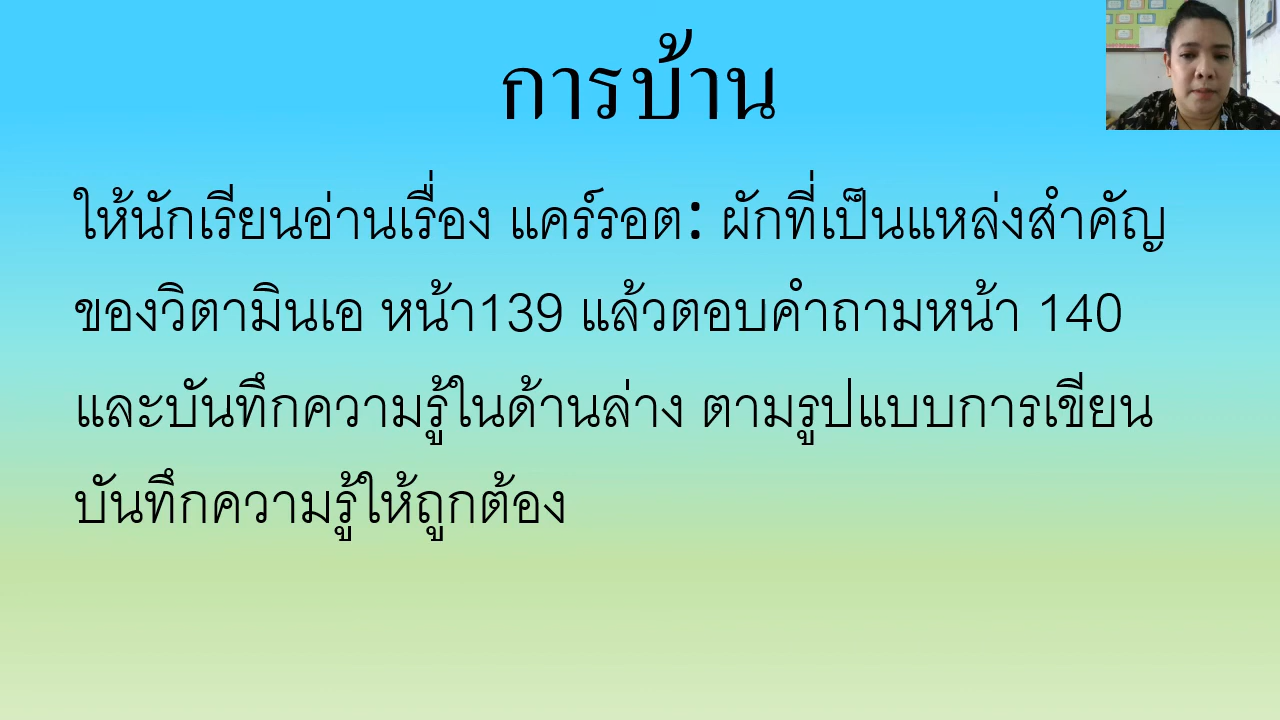 การบ้าน
ให้นักเรียนอ่านเรื่อง แคร์รอต: ผักที่เป็นแหล่งสำคัญ
ของวิตามินเอ หน้า139 แล้วตอบคำถามหน้า 140
และบันทึกความรู้ในด้านล่าง ตามรูปแบบการเขียน
บันทึกความรู้ให้ถูกต้อง